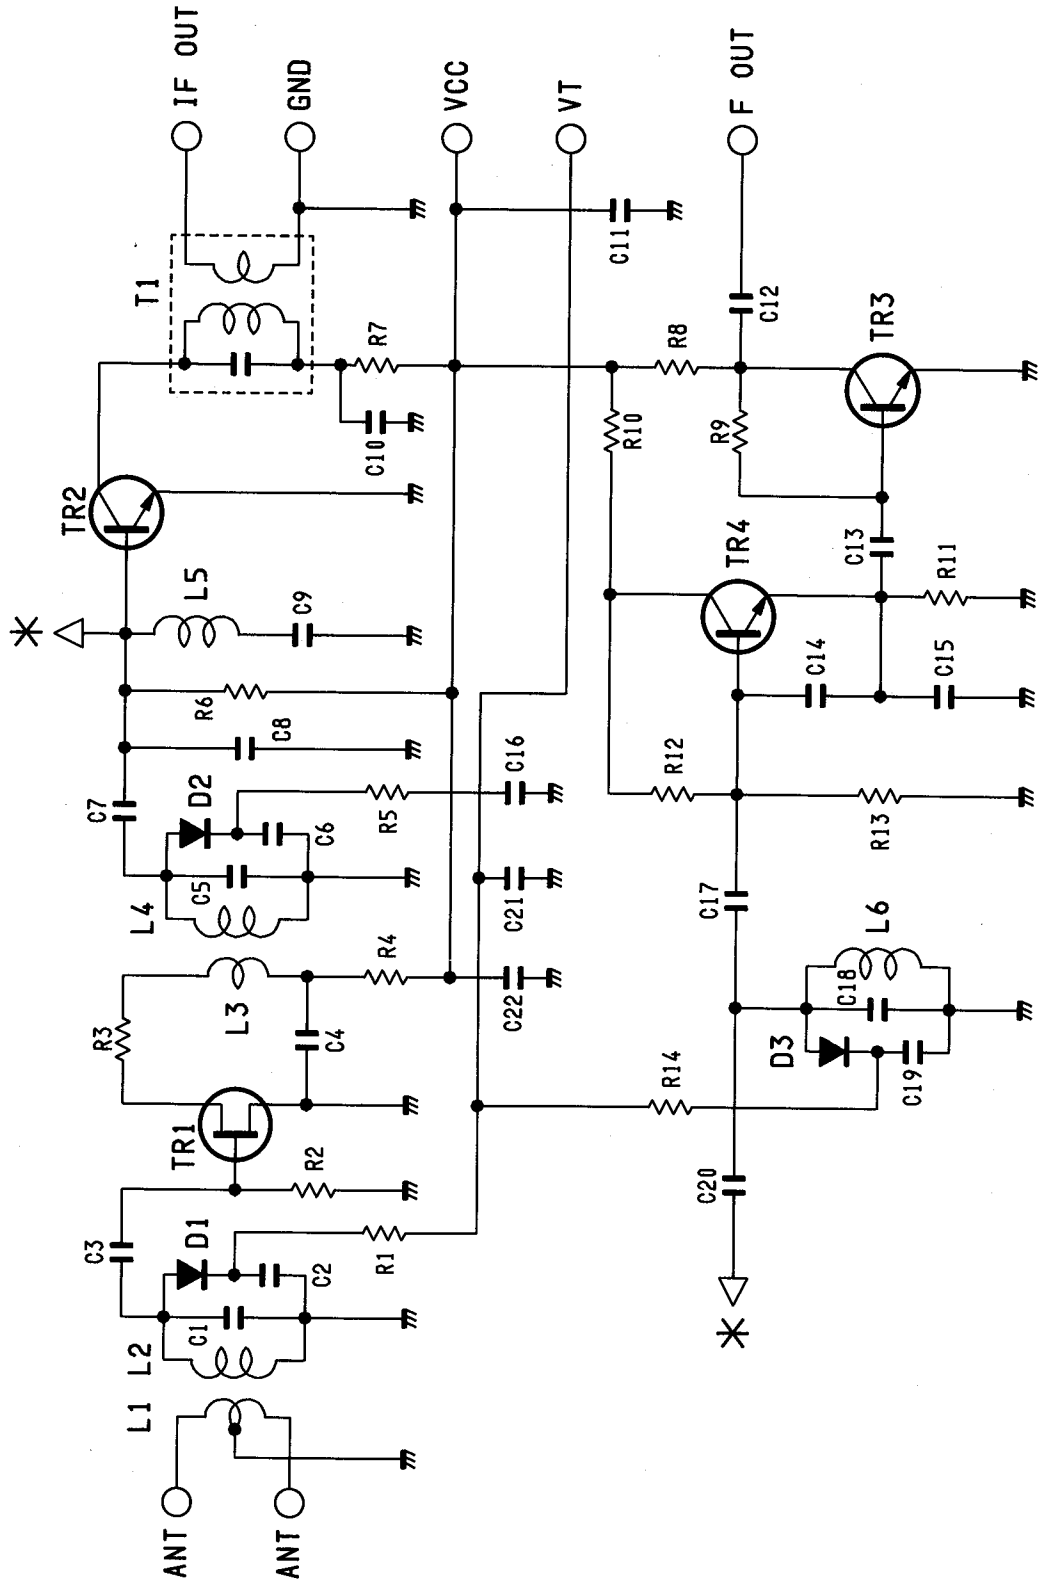 ANT
ANT
L1
L2
C1
C2
C3
D1
R1
R2
TR1
R3
L3
C4
R4
C22
C21
L4
C5
C6
C7
D2
R5
C16
C8
R6
*
L5
C9
TR2
C10
R7
T1
IF OUT
GND
VCC
VT
C11
F OUT
C12
R8
R9
R10
TR3
TR4
C13
R11
C14
C15
R12
R13
C17
L6
C18
D3
C19
R14
C20
*